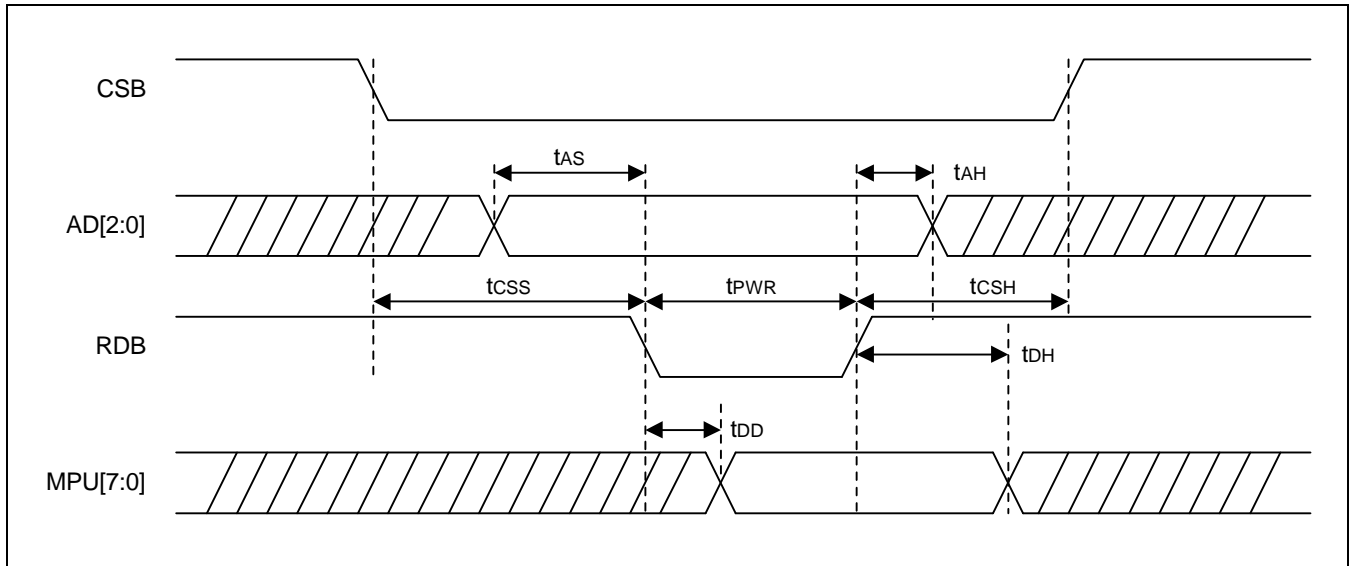 CSB
tAS
tAH
AD[2:0]
tCSS
tPWR
tCSH
RDB
tDH
tDD
MPU[7:0]